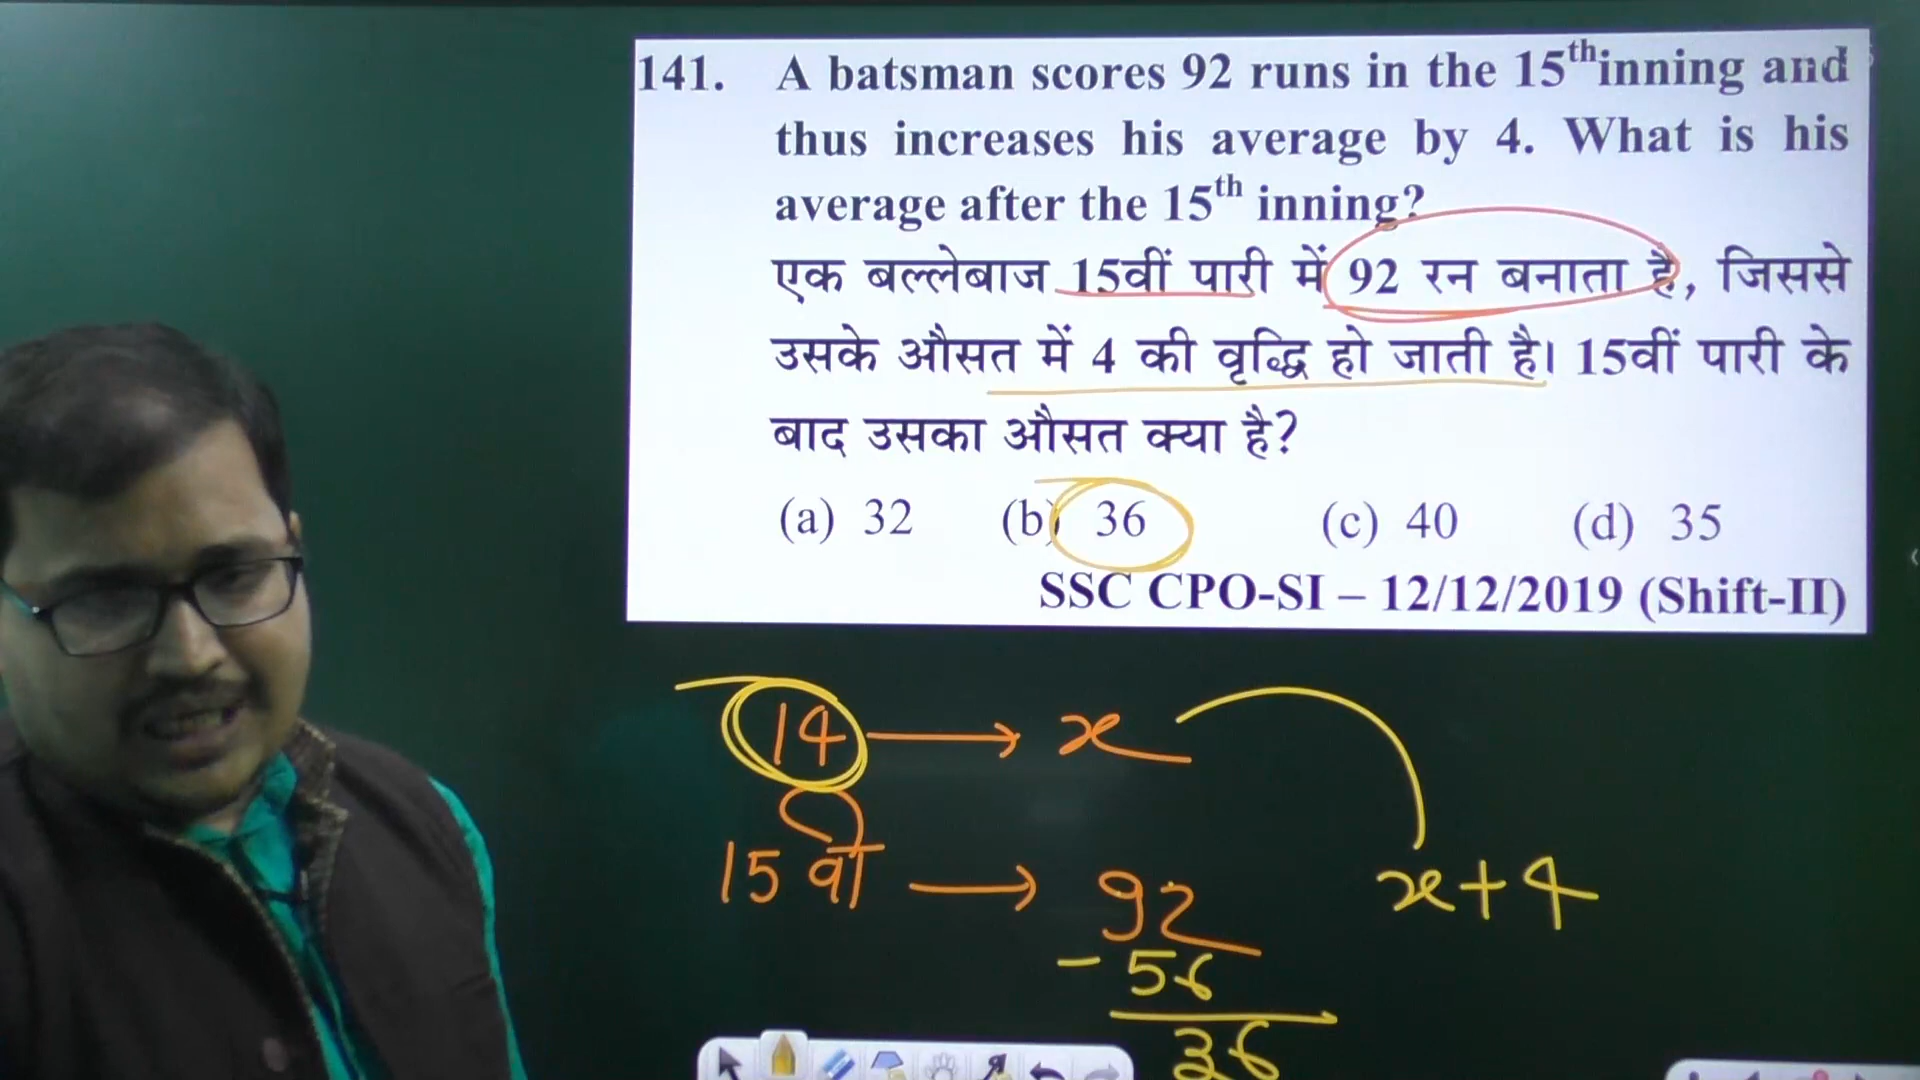 141. A batsman scores 92 runs in the 15th inning and
thus increases his average by 4. What is his
average after the 15th inning?
एक बल्लेबाज 15वीं पारी में 92 रन बनाता है, जिससे
उसके औसत में 4 की वृद्धि हो जाती है। 15वीं पारी के
बाद उसका औसत क्या है?
(a) 32 (b) 36 (c) 40 (d) 35
SSC CPO-SI – 12/12/2019 (Shift-II)
14 → x
15वी → 92 x+4
- 56
36